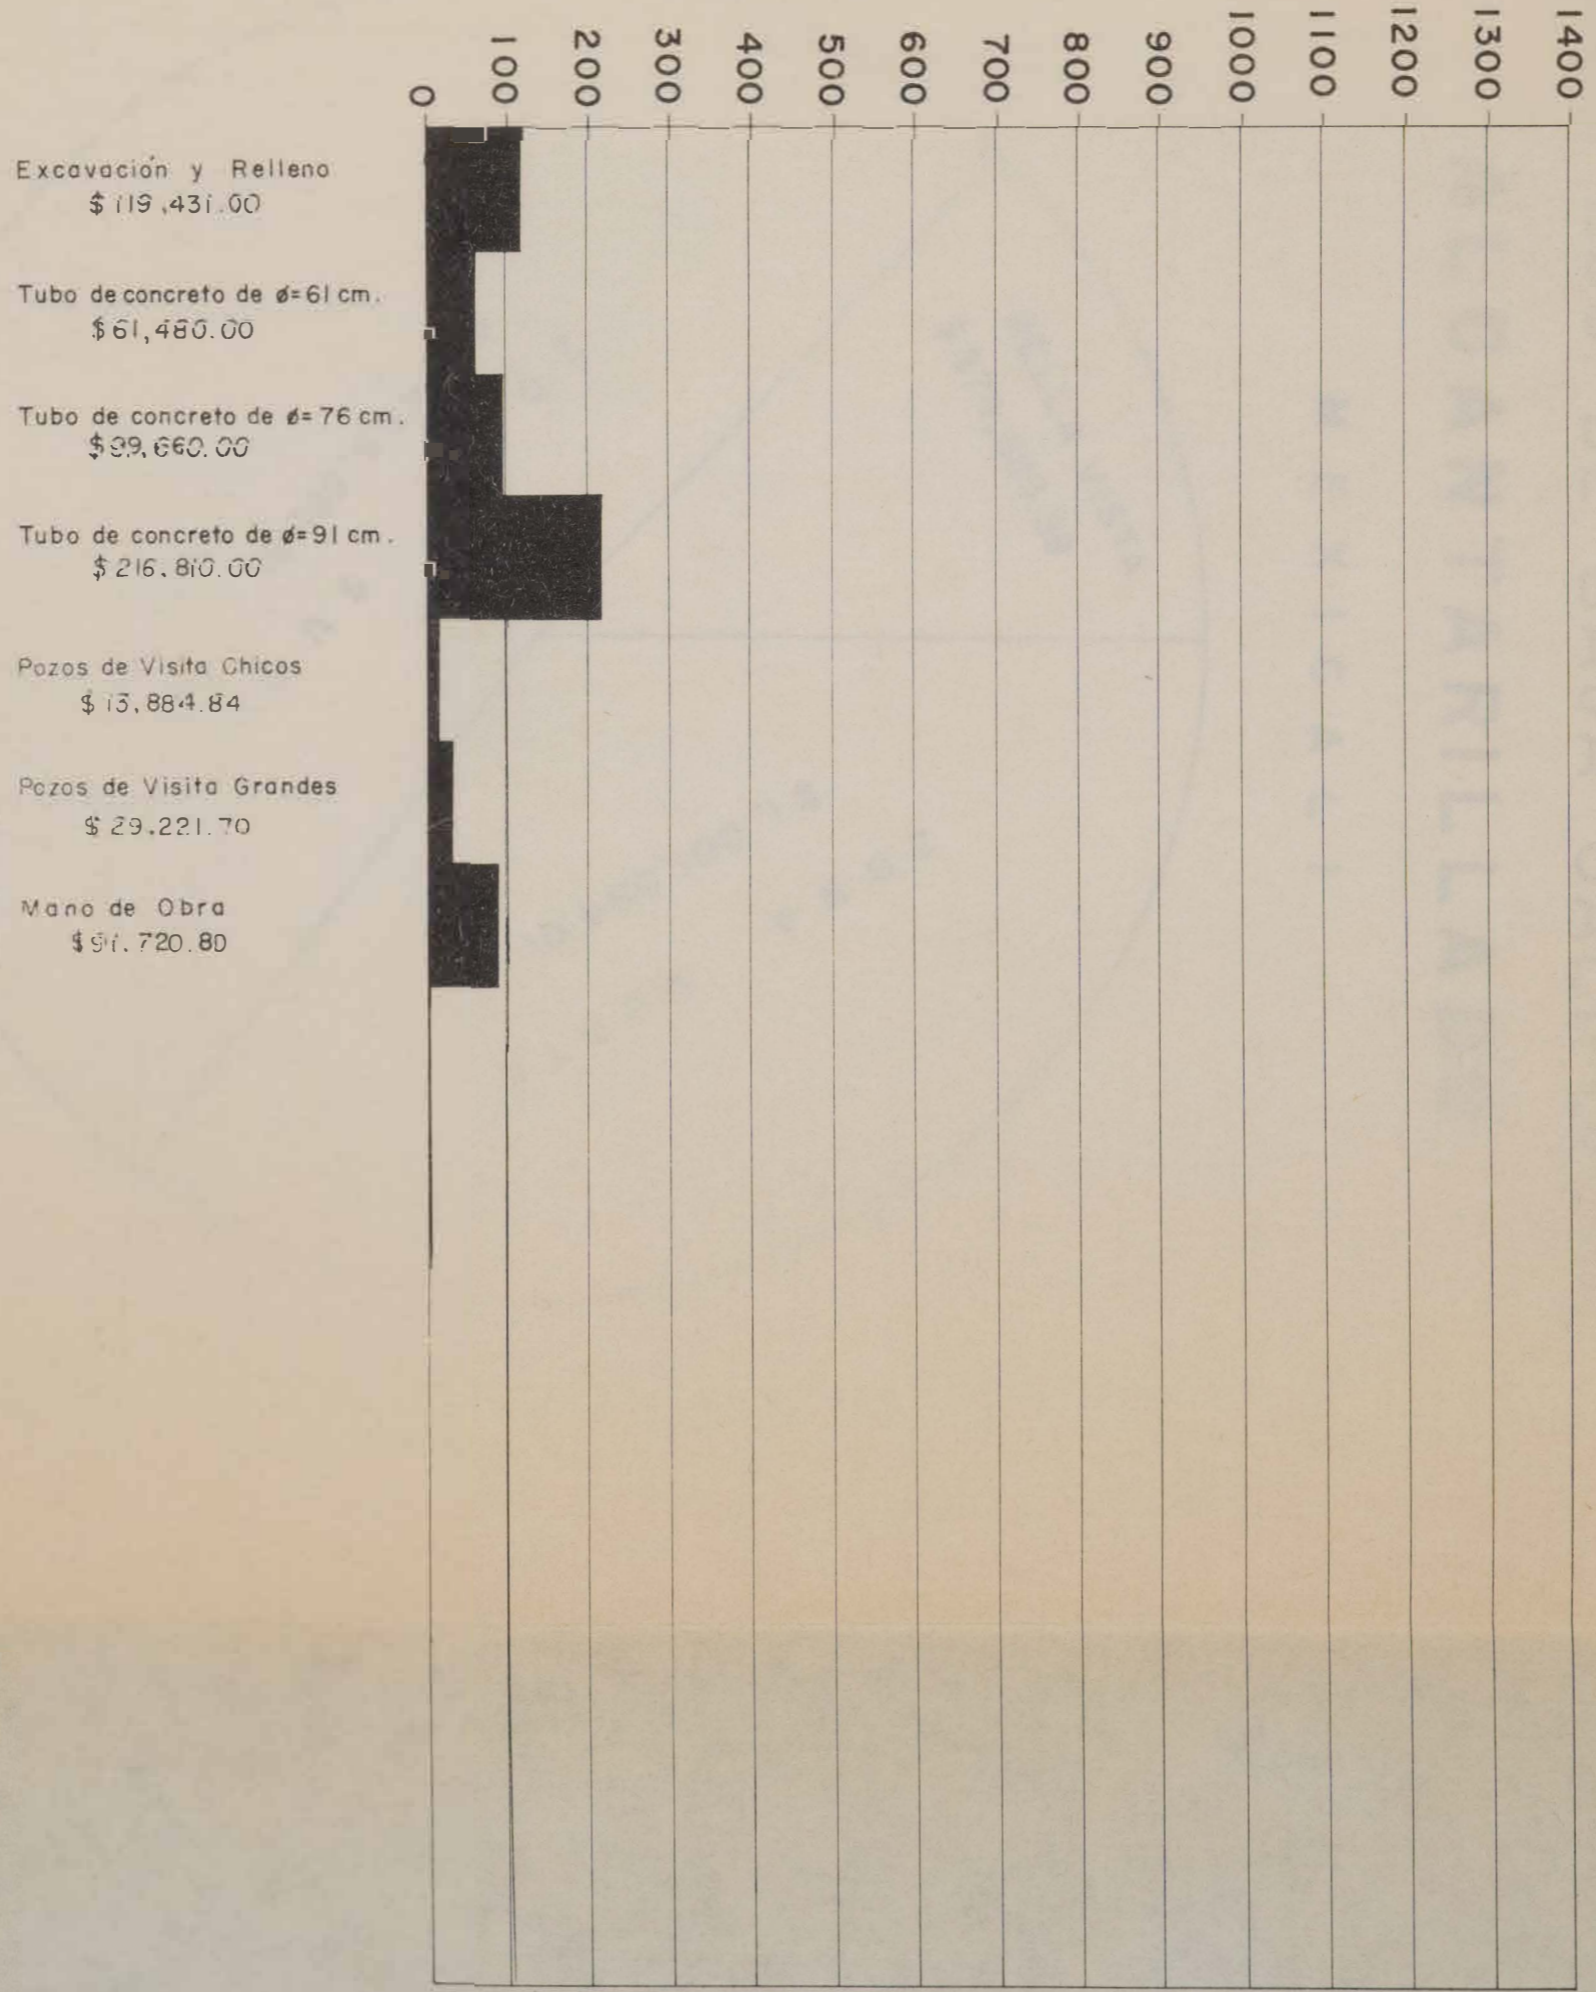 0 100 200 300 400 500 600 700 800 900 1000 1100 1200 1300 1400
Excavación y Relleno
$ 119,431.00
Tubo de concreto de ø=61 cm.
$ 61,480.00
Tubo de concreto de ø=76 cm.
$ 99,660.00
Tubo de concreto de ø=91 cm.
$ 216.810.00
Pozos de Visita Chicos
$ 13,884.84
Pozos de Visita Grandes
$ 29.221.70
Mano de Obra
$ 91.720.80